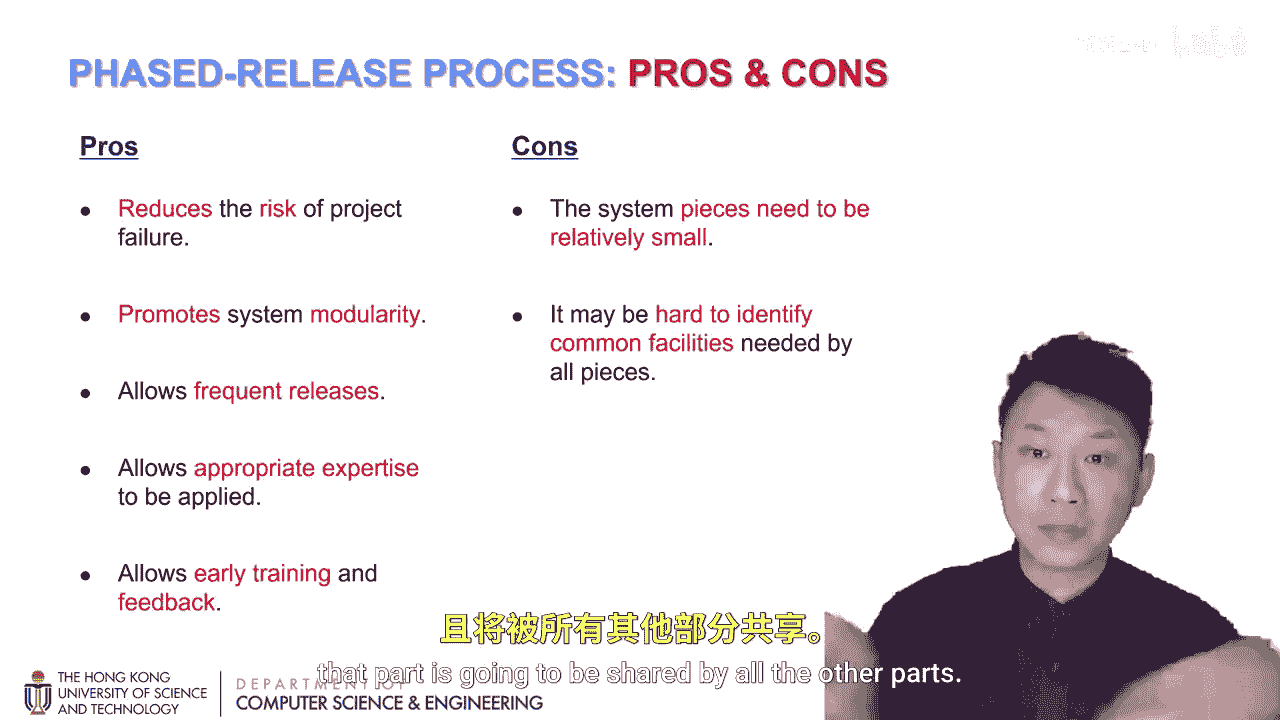 PHASED-RELEASE PROCESS: PROS & CONS
Pros
● Reduces the risk of project
failure.
● Promotes system modularity.
● Allows frequent releases.
● Allows appropriate expertise
to be applied.
● Allows early training and
feedback.
Cons
● The system pieces need to be
relatively small.
● It may be hard to identify
common facilities needed by
all pieces.
且将被所有其他部分共享。
that part is going to be shared by all the other parts.
THE HONG KONG
UNIVERSITY OF SCIENCE
AND TECHNOLOGY
DEPARTMENT OF
COMPUTER SCIENCE & ENGINEERING